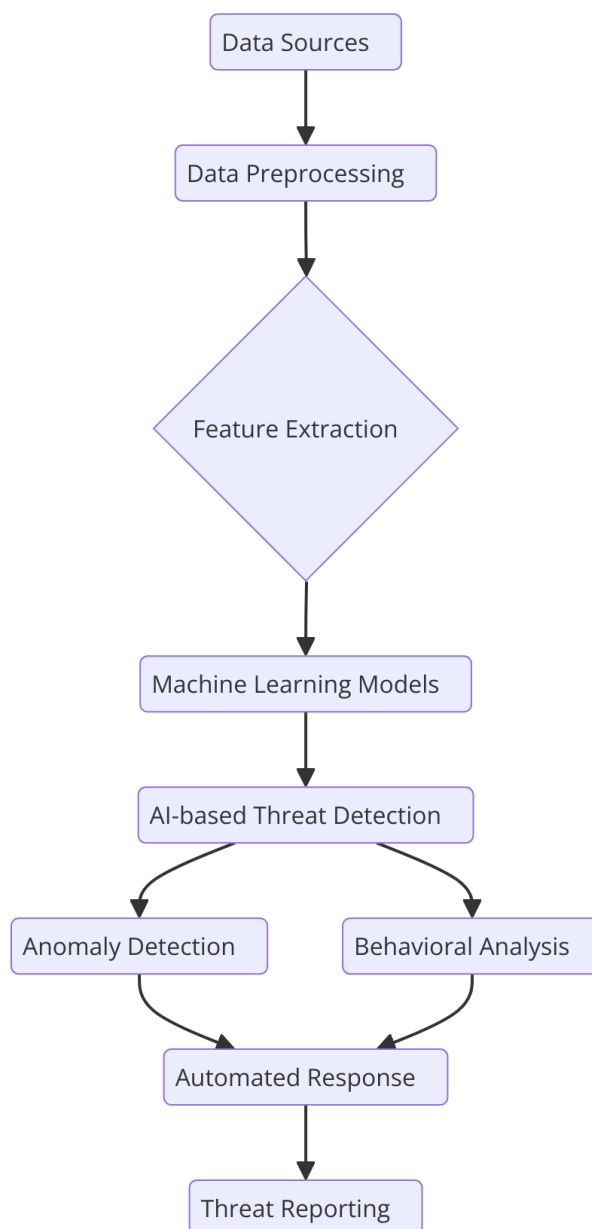 Data Sources
Data Preprocessing
Feature Extraction
Machine Learning Models
AI-based Threat Detection
Anomaly Detection
Behavioral Analysis
Automated Response
Threat Reporting